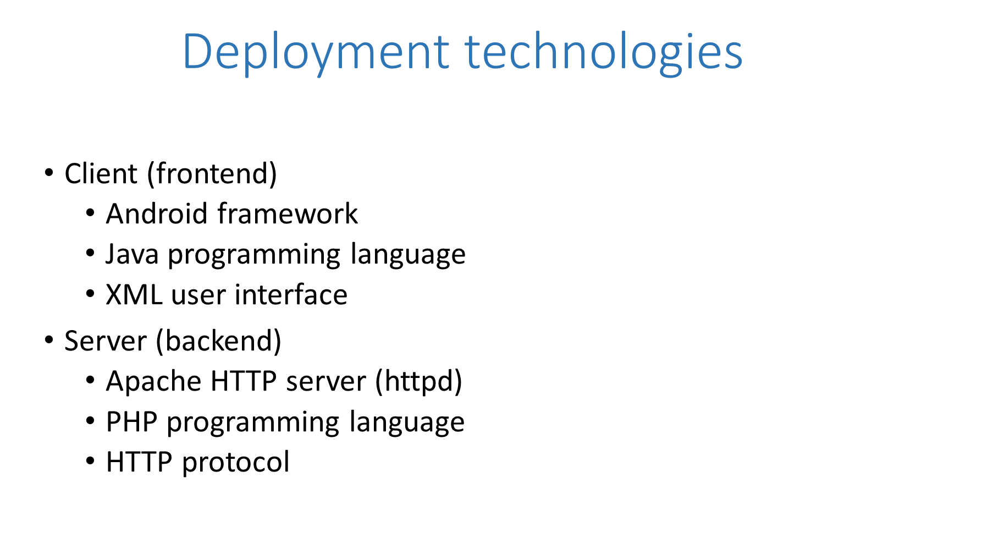 Deployment technologies
• Client (frontend)
• Android framework
• Java programming language
• XML user interface
• Server (backend)
• Apache HTTP server (httpd)
• PHP programming language
• HTTP protocol